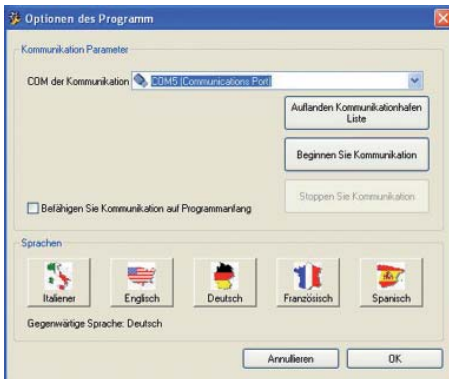 Optionen des Programm
Kommunikation Parameter
COM der Kommunikation COM5 (Communications Port)
Aufladen Kommunikationhafen
Liste
Beginnen Sie Kommunikation
Stoppen Sie Kommunikation
Befähigen Sie Kommunikation auf Programmanfang
Sprachen
Italiener Englisch Deutsch Französisch Spanisch
Gegenwärtige Sprache: Deutsch
Annullieren OK